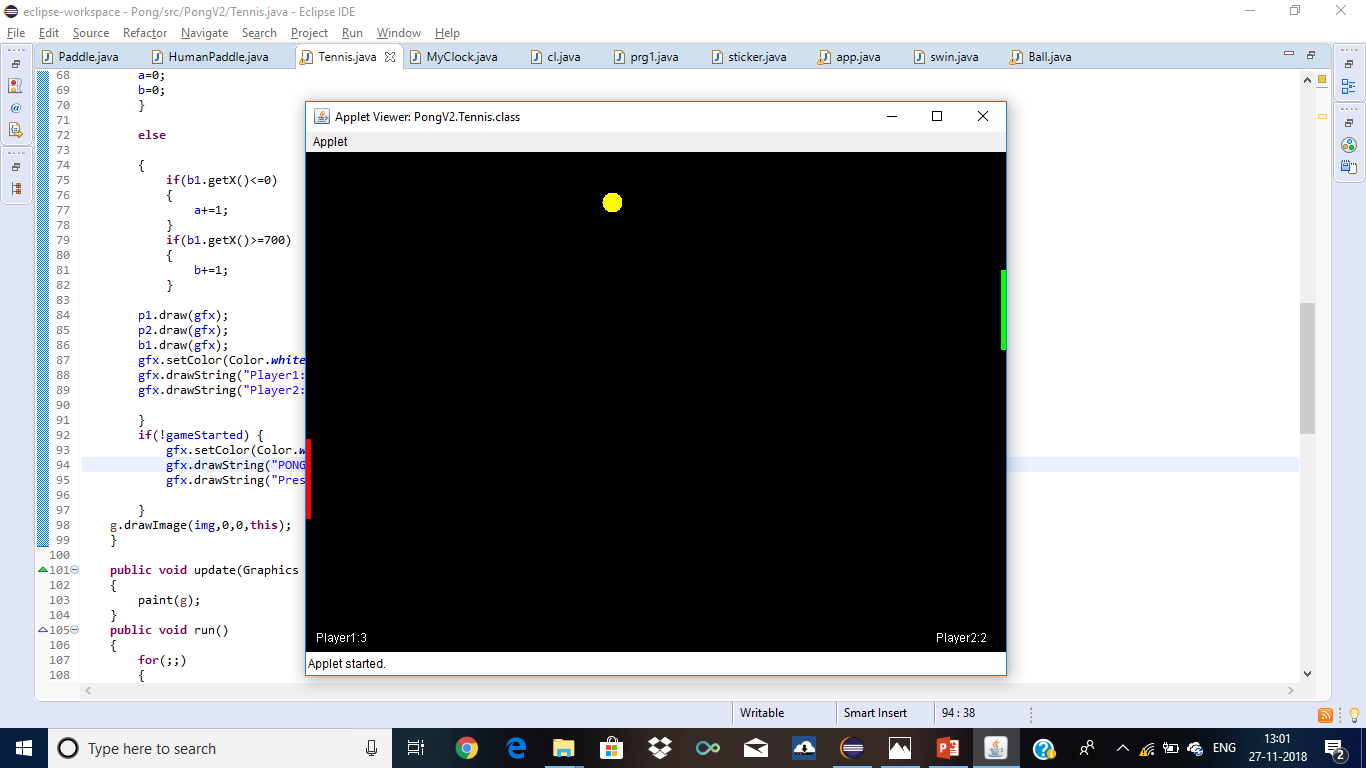 eclipse-workspace - Pong/src/PongV2/Tennis.java - Eclipse IDE
File Edit Source Refactor Navigate Search Project Run Window Help
Paddle.java HumanPaddle.java Tennis.java MyClock.java cl.java prg1.java sticker.java app.java swin.java Ball.java
68 a=0;
69 b=0;
70 }
71
72 else
73
74 {
75 if(b1.getX()<=0)
76 {
77 a+=1;
78 }
79 if(b1.getX()>=700)
80 {
81 b+=1;
82 }
83
84 p1.draw(gfx);
85 p2.draw(gfx);
86 b1.draw(gfx);
87 gfx.setColor(Color.white
88 gfx.drawString("Player1:
89 gfx.drawString("Player2:
90
91 }
92 if(!gameStarted) {
93 gfx.setColor(Color.w
94 gfx.drawString("PONG
95 gfx.drawString("Pres
96
97 }
98 g.drawImage(img,0,0,this);
99 }
100
101 public void update(Graphics
102 {
103 paint(g);
104 }
105 public void run()
106 {
107 for(;;)
108 {
Applet Viewer: PongV2.Tennis.class
Applet
Player1:3 Player2:2
Applet started.
Writable Smart Insert 94 : 38
Type here to search
ENG
13:01
27-11-2018
2